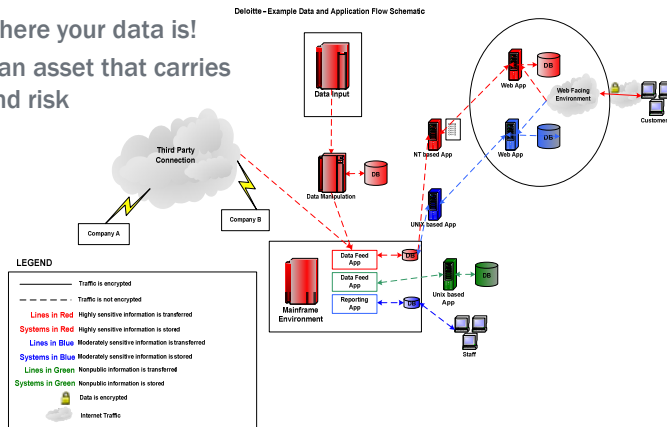 Deloitte – Example Data and Application Flow Schematic
here your data is!
an asset that carries
nd risk
Data Input
Third Party
Connection
Company A
Company B
Data Manipulation
DB
NT based App
UNIX based App
Web App
DB
Web App
DB
Web Facing
Environment
Customer
Mainframe
Environment
Data Feed
App
DB
Data Feed
App
Reporting
App
DB
Unix based
App
DB
Staff
LEGEND
Traffic is encrypted
Traffic is not encrypted
Lines in Red Highly sensitive information is transferred
Systems in Red Highly sensitive information is stored
Lines in Blue Moderately sensitive information is transferred
Systems in Blue Moderately sensitive information is stored
Lines in Green Nonpublic information is transferred
Systems in Green Nonpublic information is stored
Data is encrypted
Internet Traffic